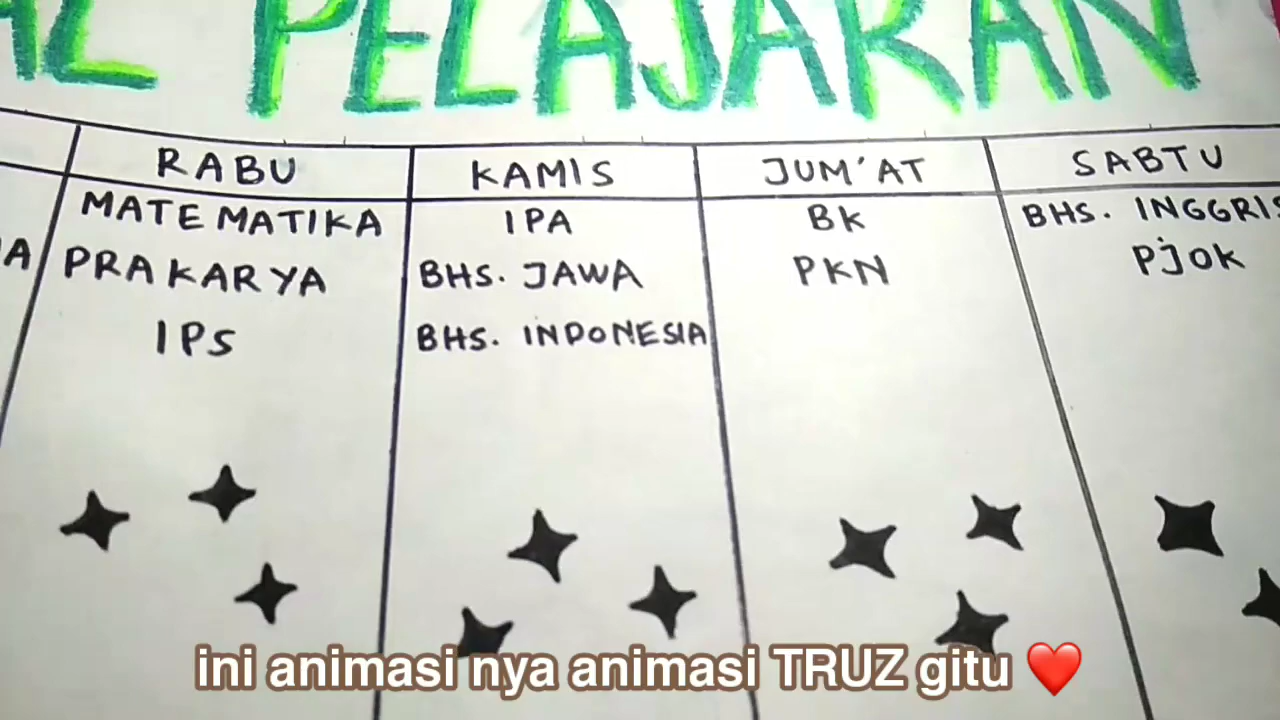 AL PELAJARAN
RABU
MATEMATIKA
PRAKARYA
IPS
KAMIS
IPA
BHS. JAWA
BHS. INDONESIA
JUM'AT
BK
PKN
SABTU
BHS. INGGRIS
PJOK
ini animasi nya animasi TRUZ gitu ❤️